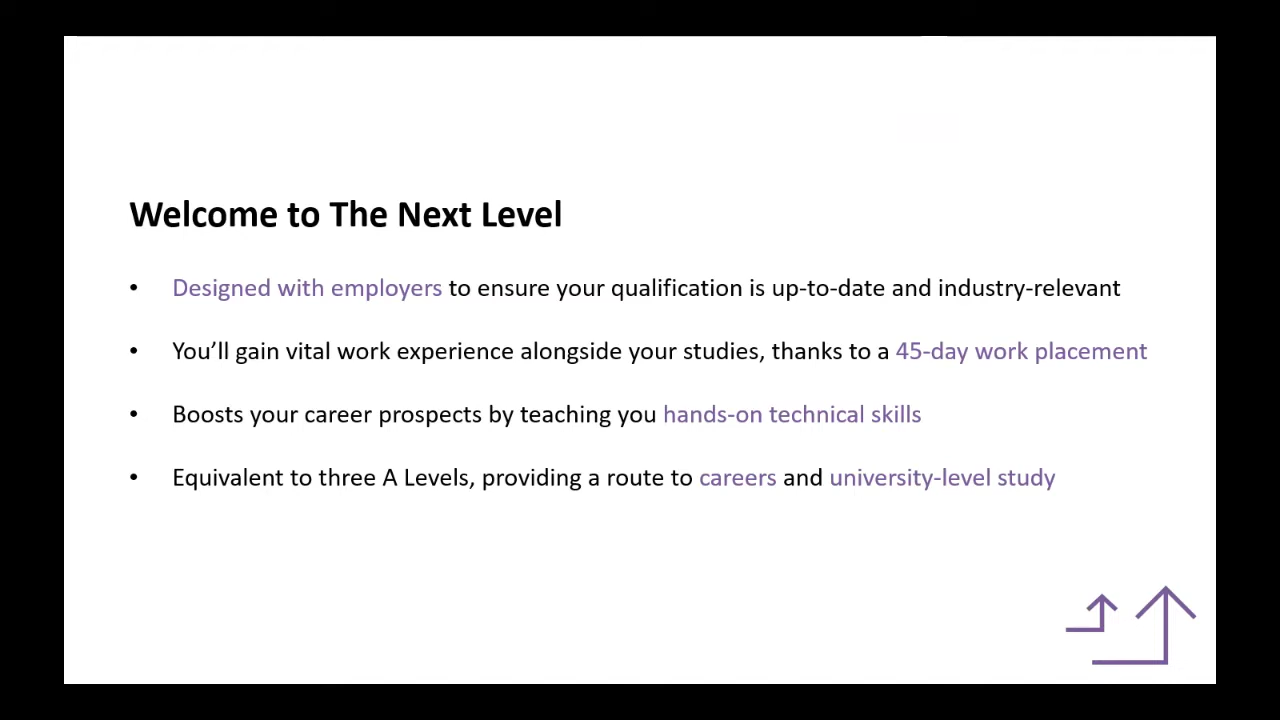 Welcome to The Next Level
• Designed with employers to ensure your qualification is up-to-date and industry-relevant
• You’ll gain vital work experience alongside your studies, thanks to a 45-day work placement
• Boosts your career prospects by teaching you hands-on technical skills
• Equivalent to three A Levels, providing a route to careers and university-level study